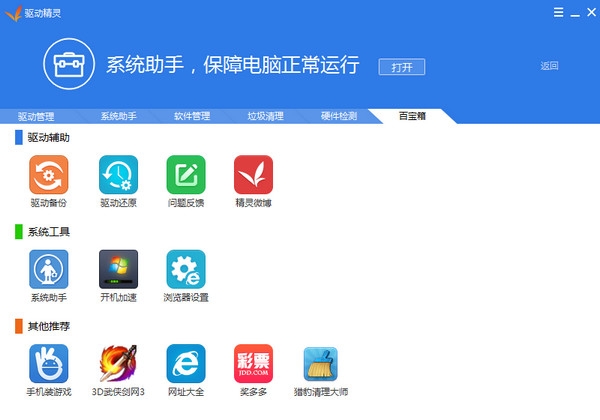 驱动精灵
系统助手，保障电脑正常运行
打开
返回
驱动管理 系统助手 软件管理 垃圾清理 硬件检测 百宝箱
驱动辅助
驱动备份 驱动还原 问题反馈 精灵微博
系统工具
系统助手 开机加速 浏览器设置
其他推荐
彩票
JDD.COM
手机装游戏 3D武侠剑网3 网址大全 奖多多 猎豹清理大师